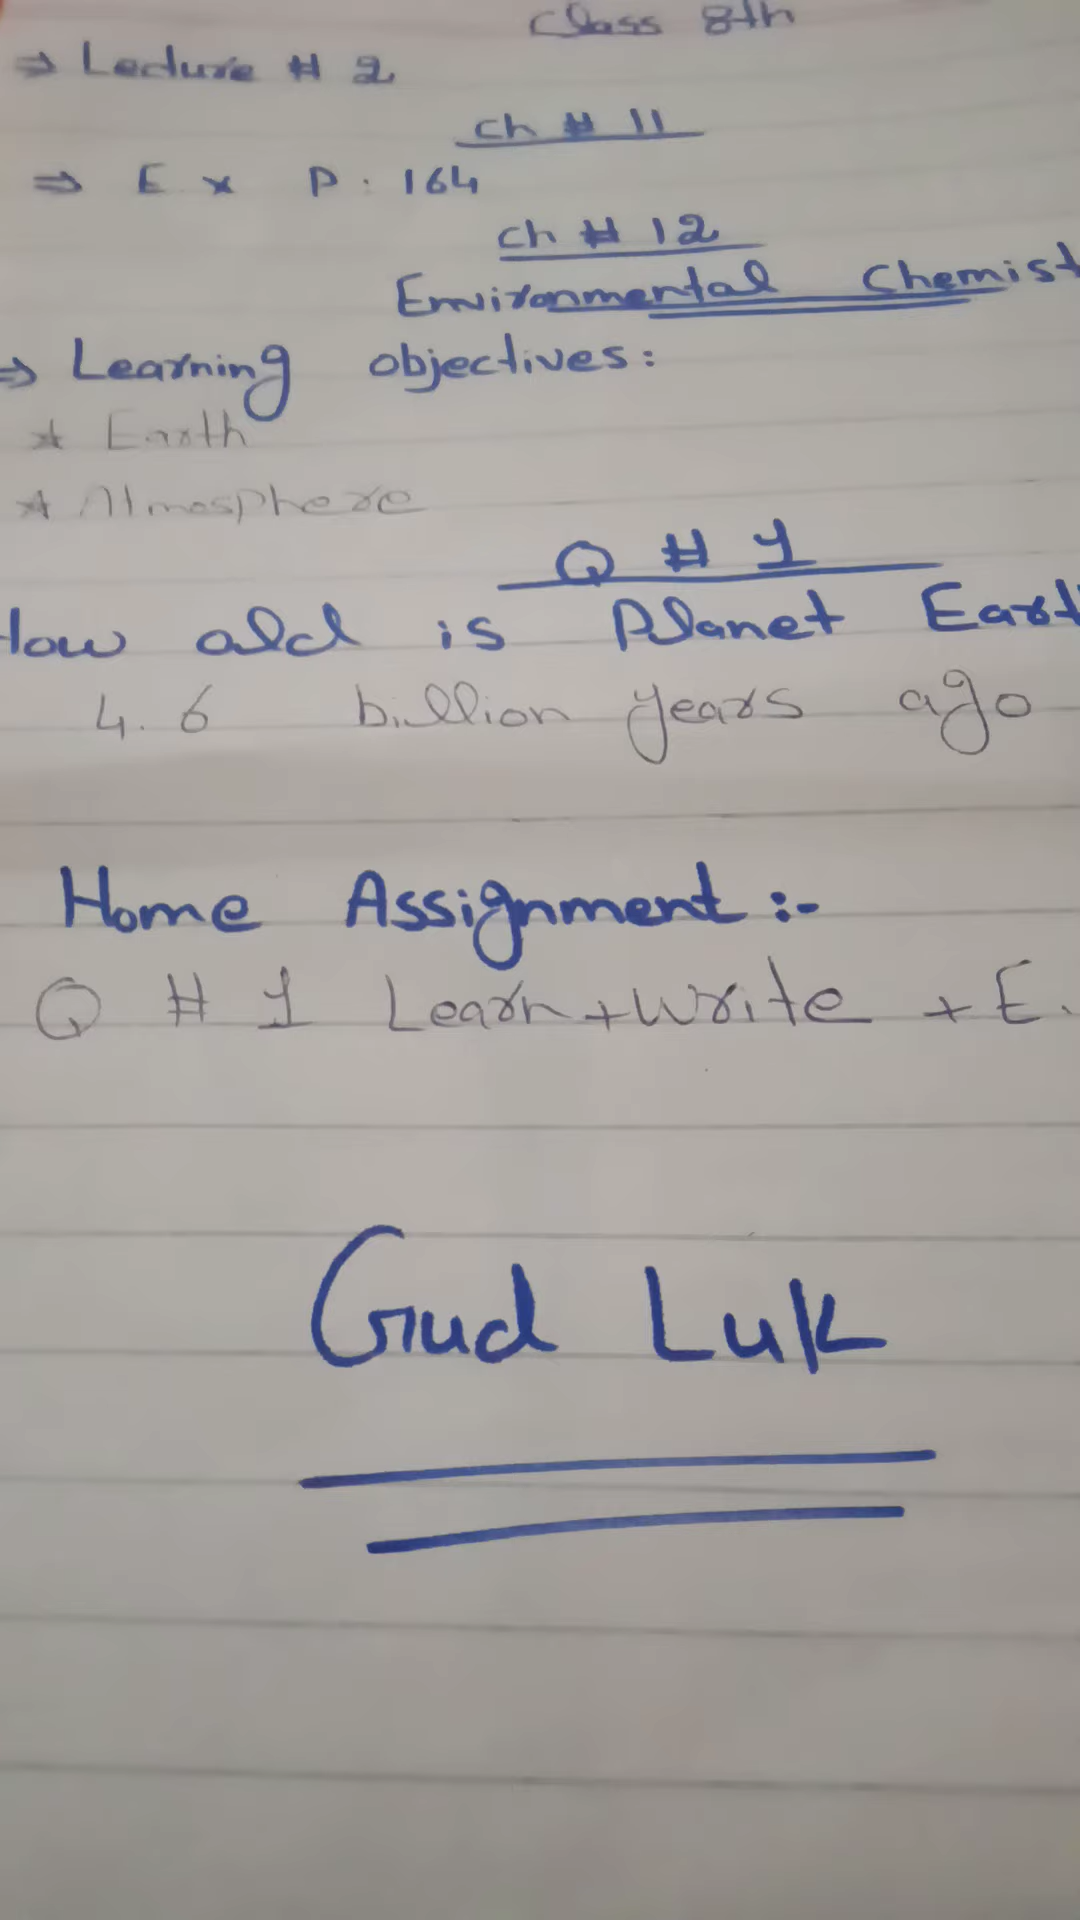 Class 8th
⇒ Lecture # 2
ch # 11
⇒ Ex P. 164
ch # 12
Environmental Chemist
⇒ Learning objectives:
* Earth
* Atmosphere
Q # 1
How old is Planet Eart
4.6 billion years ago
Home Assignment :-
Q # 1 Learn + Write + E.
Gud Luk